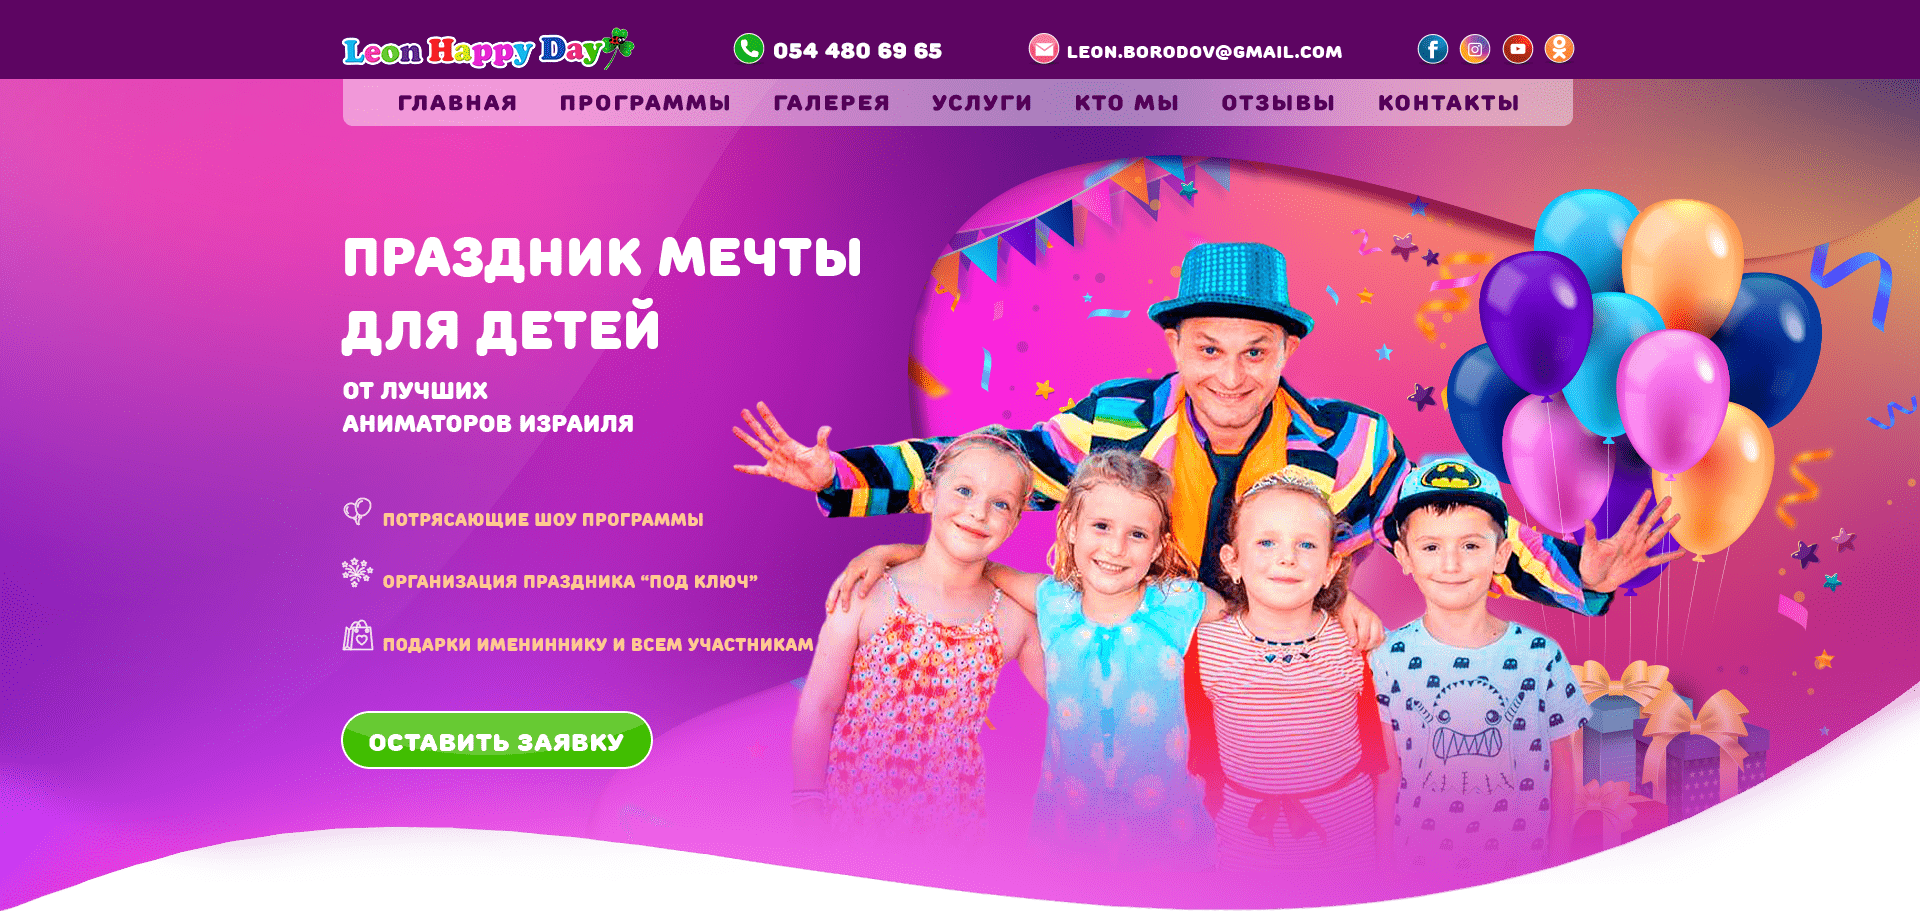 Leon Happy Day
054 480 69 65
LEON.BORODOV@GMAIL.COM
ГЛАВНАЯ ПРОГРАММЫ ГАЛЕРЕЯ УСЛУГИ КТО МЫ ОТЗЫВЫ КОНТАКТЫ
ПРАЗДНИК МЕЧТЫ
ДЛЯ ДЕТЕЙ
ОТ ЛУЧШИХ
АНИМАТОРОВ ИЗРАИЛЯ
ПОТРЯСАЮЩИЕ ШОУ ПРОГРАММЫ
ОРГАНИЗАЦИЯ ПРАЗДНИКА “ПОД КЛЮЧ”
ПОДАРКИ ИМЕНИННИКУ И ВСЕМ УЧАСТНИКАМ
ОСТАВИТЬ ЗАЯВКУ